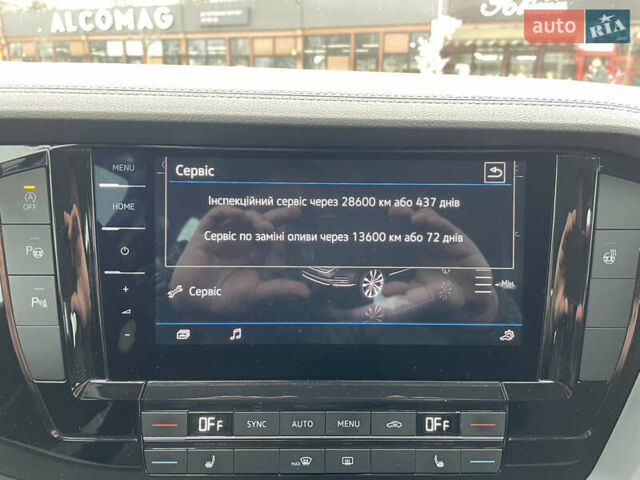 ALCOMAG
auto RIA
MENU
HOME
OFF
P
P
Сервіс
Інспекційний сервіс через 28600 км або 437 днів
Сервіс по заміні оливи через 13600 км або 72 днів
Сервіс
Мін.
+
OFF
SYNC
AUTO
MENU
OFF
MAX